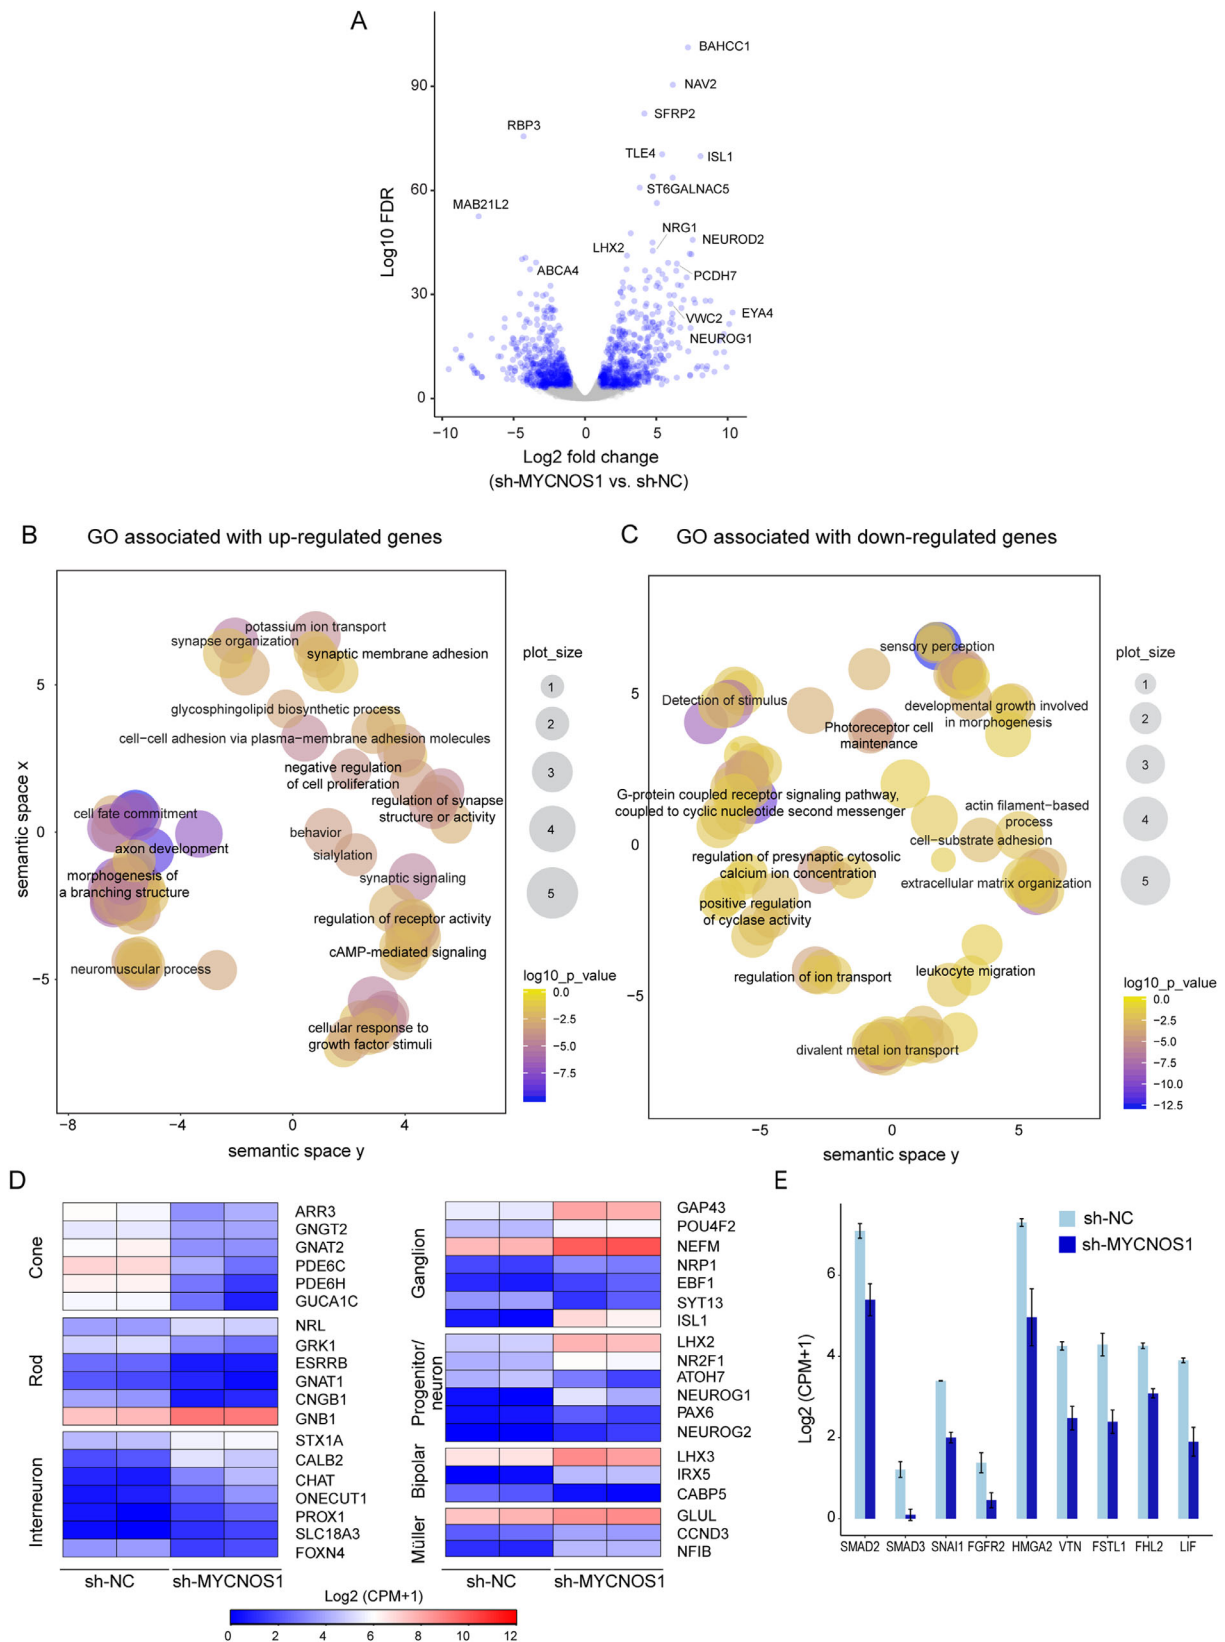 A
BAHCC1
90
NAV2
SFRP2
RBP3
TLE4
ISL1
60
ST6GALNAC5
MAB21L2
NRG1
NEUROD2
LHX2
ABCA4
PCDH7
30
EYA4
VWC2
NEUROG1
0
Log10 FDR
−10
−5
0
5
10
Log2 fold change
(sh-MYCNOS1 vs. sh-NC)
B
GO associated with up-regulated genes
potassium ion transport
synapse organization
synaptic membrane adhesion
5
glycosphingolipid biosynthetic process
cell−cell adhesion via plasma−membrane adhesion molecules
negative regulation
of cell proliferation
regulation of synapse
structure or activity
cell fate commitment
0
behavior
axon development
sialylation
morphogenesis of
a branching structure
synaptic signaling
regulation of receptor activity
cAMP−mediated signaling
neuromuscular process
−5
cellular response to
growth factor stimuli
semantic space x
−8
−4
0
4
semantic space y
plot_size
1
2
3
4
5
log10_p_value
0.0
−2.5
−5.0
−7.5
C
GO associated with down-regulated genes
sensory perception
5
Detection of stimulus
developmental growth involved
in morphogenesis
Photoreceptor cell
maintenance
G-protein coupled receptor signaling pathway,
coupled to cyclic nucleotide second messenger
actin filament−based
process
0
cell−substrate adhesion
regulation of presynaptic cytosolic
calcium ion concentration
extracellular matrix organization
positive regulation
of cyclase activity
regulation of ion transport
leukocyte migration
−5
divalent metal ion transport
−5
0
5
semantic space y
plot_size
1
2
3
4
5
log10_p_value
0.0
−2.5
−5.0
−7.5
−10.0
−12.5
D
Cone
ARR3
GNGT2
GNAT2
PDE6C
PDE6H
GUCA1C
Rod
NRL
GRK1
ESRRB
GNAT1
CNGB1
GNB1
Interneuron
STX1A
CALB2
CHAT
ONECUT1
PROX1
SLC18A3
FOXN4
sh-NC
sh-MYCNOS1
Ganglion
GAP43
POU4F2
NEFM
NRP1
EBF1
SYT13
ISL1
Progenitor/
neuron
LHX2
NR2F1
ATOH7
NEUROG1
PAX6
NEUROG2
Bipolar
LHX3
IRX5
CABP5
Müller
GLUL
CCND3
NFIB
sh-NC
sh-MYCNOS1
Log2 (CPM+1)
0
2
4
6
8
10
12
E
sh-NC
sh-MYCNOS1
6
4
2
0
Log2 (CPM+1)
SMAD2
SMAD3
SNAI1
FGFR2
HMGA2
VTN
FSTL1
FHL2
LIF